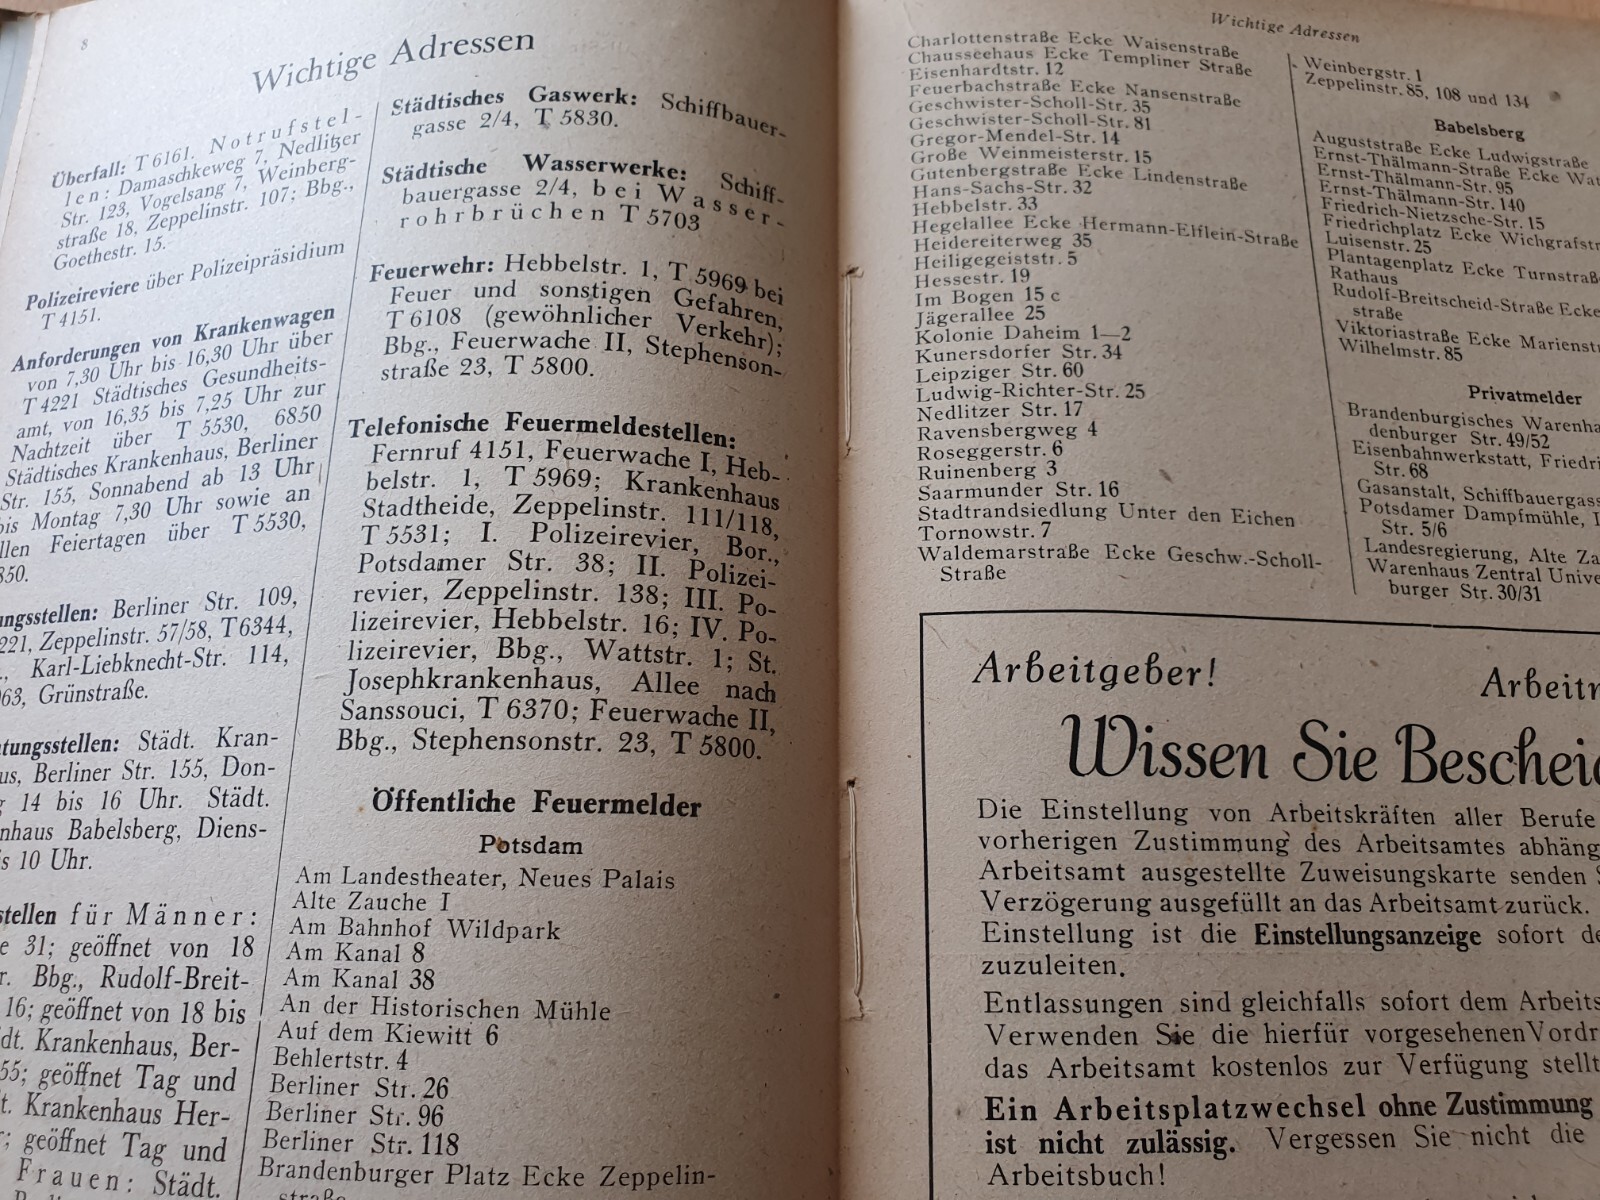 8
Wichtige Adressen
Überfall: T 6161. Notrufstel-
len: Damaschkeweg 7, Nedlitzer
Str. 123, Vogelsang 7, Weinberg-
straße 18, Zeppelinstr. 107; Bbg.,
Goethestr. 15.
Polizeireviere über Polizeipräsidium
T 4151.
Anforderungen von Krankenwagen
von 7,30 Uhr bis 16,30 Uhr über
T 4221 Städtisches Gesundheits-
amt, von 16,35 bis 7,25 Uhr zur
Nachtzeit über T 5530, 6850
Städtisches Krankenhaus, Berliner
Str. 155, Sonnabend ab 13 Uhr
bis Montag 7,30 Uhr sowie an
llen Feiertagen über T 5530,
850.
ungsstellen: Berliner Str. 109,
221, Zeppelinstr. 57/58, T 6344,
., Karl-Liebknecht-Str. 114,
63, Grünstraße.
tungsstellen: Städt. Kran-
us, Berliner Str. 155, Don-
g 14 bis 16 Uhr. Städt.
nhaus Babelsberg, Diens-
s 10 Uhr.
stellen für Männer:
e 31; geöffnet von 18
r. Bbg., Rudolf-Breit-
16; geöffnet von 18 bis
dt. Krankenhaus, Ber-
55; geöffnet Tag und
t. Krankenhaus Her-
; geöffnet Tag und
Frauen: Städt.
Städtisches Gaswerk: Schiffbauer-
gasse 2/4, T 5830.
Städtische Wasserwerke: Schiff-
bauergasse 2/4, bei Wasser-
rohrbrüchen T 5703
Feuerwehr: Hebbelstr. 1, T 5969 bei
Feuer und sonstigen Gefahren,
T 6108 (gewöhnlicher Verkehr);
Bbg., Feuerwache II, Stephenson-
straße 23, T 5800.
Telefonische Feuermeldestellen:
Fernruf 4151, Feuerwache I, Heb-
belstr. 1, T 5969; Krankenhaus
Stadtheide, Zeppelinstr. 111/118,
T 5531; I. Polizeirevier, Bor.,
Potsdamer Str. 38; II. Polizei-
revier, Zeppelinstr. 138; III. Po-
lizeirevier, Hebbelstr. 16; IV. Po-
lizeirevier, Bbg., Wattstr. 1; St.
Josephkrankenhaus, Allee nach
Sanssouci, T 6370; Feuerwache II,
Bbg., Stephensonstr. 23, T 5800.
Öffentliche Feuermelder
Potsdam
Am Landestheater, Neues Palais
Alte Zauche I
Am Bahnhof Wildpark
Am Kanal 8
Am Kanal 38
An der Historischen Mühle
Auf dem Kiewitt 6
Behlertstr. 4
Berliner Str. 26
Berliner Str. 96
Berliner Str. 118
Brandenburger Platz Ecke Zeppelin-
straße
Wichtige Adressen
Charlottenstraße Ecke Waisenstraße
Chausseehaus Ecke Templiner Straße
Eisenhardtstr. 12
Feuerbachstraße Ecke Nansenstraße
Geschwister-Scholl-Str. 35
Geschwister-Scholl-Str. 81
Gregor-Mendel-Str. 14
Große Weinmeisterstr. 15
Gutenbergstraße Ecke Lindenstraße
Hans-Sachs-Str. 32
Hebbelstr. 33
Hegelallee Ecke Hermann-Elflein-Straße
Heidereiterweg 35
Heiligegeiststr. 5
Hessestr. 19
Im Bogen 15 c
Jägerallee 25
Kolonie Daheim 1—2
Kunersdorfer Str. 34
Leipziger Str. 60
Ludwig-Richter-Str. 25
Nedlitzer Str. 17
Ravensbergweg 4
Roseggerstr. 6
Ruinenberg 3
Saarmunder Str. 16
Stadtrandsiedlung Unter den Eichen
Tornowstr. 7
Waldemarstraße Ecke Geschw.-Scholl-
Straße
Weinbergstr. 1
Zeppelinstr. 85, 108 und 134
Babelsberg
Auguststraße Ecke Ludwigstraße
Ernst-Thälmann-Straße Ecke Wat
Ernst-Thälmann-Str. 95
Ernst-Thälmann-Str. 140
Friedrich-Nietzsche-Str. 15
Friedrichplatz Ecke Wichgrafstr
Luisenstr. 25
Plantagenplatz Ecke Turnstraß
Rathaus
Rudolf-Breitscheid-Straße Ecke
straße
Viktoriastraße Ecke Marienstr
Wilhelmstr. 85
Privatmelder
Brandenburgisches Warenha
denburger Str. 49/52
Eisenbahnwerkstatt, Friedri
Str. 68
Gasanstalt, Schiffbauergass
Potsdamer Dampfmühle, L
Str. 5/6
Landesregierung, Alte Za
Warenhaus Zentral Unive
burger Str. 30/31
Arbeitgeber! Arbeitn
Wissen Sie Bescheid
Die Einstellung von Arbeitskräften aller Berufe
vorherigen Zustimmung des Arbeitsamtes abhäng
Arbeitsamt ausgestellte Zuweisungskarte senden S
Verzögerung ausgefüllt an das Arbeitsamt zurück.
Einstellung ist die Einstellungsanzeige sofort de
zuzuleiten.
Entlassungen sind gleichfalls sofort dem Arbeits
Verwenden Sie die hierfür vorgesehenen Vordr
das Arbeitsamt kostenlos zur Verfügung stellt
Ein Arbeitsplatzwechsel ohne Zustimmung
ist nicht zulässig. Vergessen Sie nicht die
Arbeitsbuch!